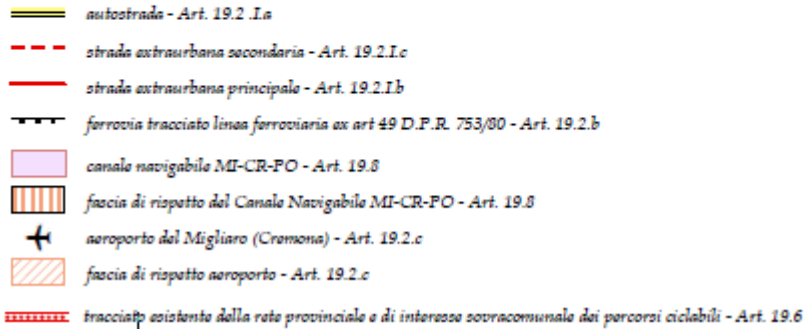 autostrada - Art. 19.2 .I.a
strada extraurbana secondaria - Art. 19.2.I.c
strada extraurbana principale - Art. 19.2.I.b
ferrovia tracciato linea ferroviaria ex art 49 D.P.R. 753/80 - Art. 19.2.b
canale navigabile MI-CR-PO - Art. 19.8
fascia di rispetto del Canale Navigabile MI-CR-PO - Art. 19.8
aeroporto del Migliaro (Cremona) - Art. 19.2.c
fascia di rispetto aeroporto - Art. 19.2.c
tracciato esistente della rete provinciale e di interesse sovracomunale dei percorsi ciclabili - Art. 19.6